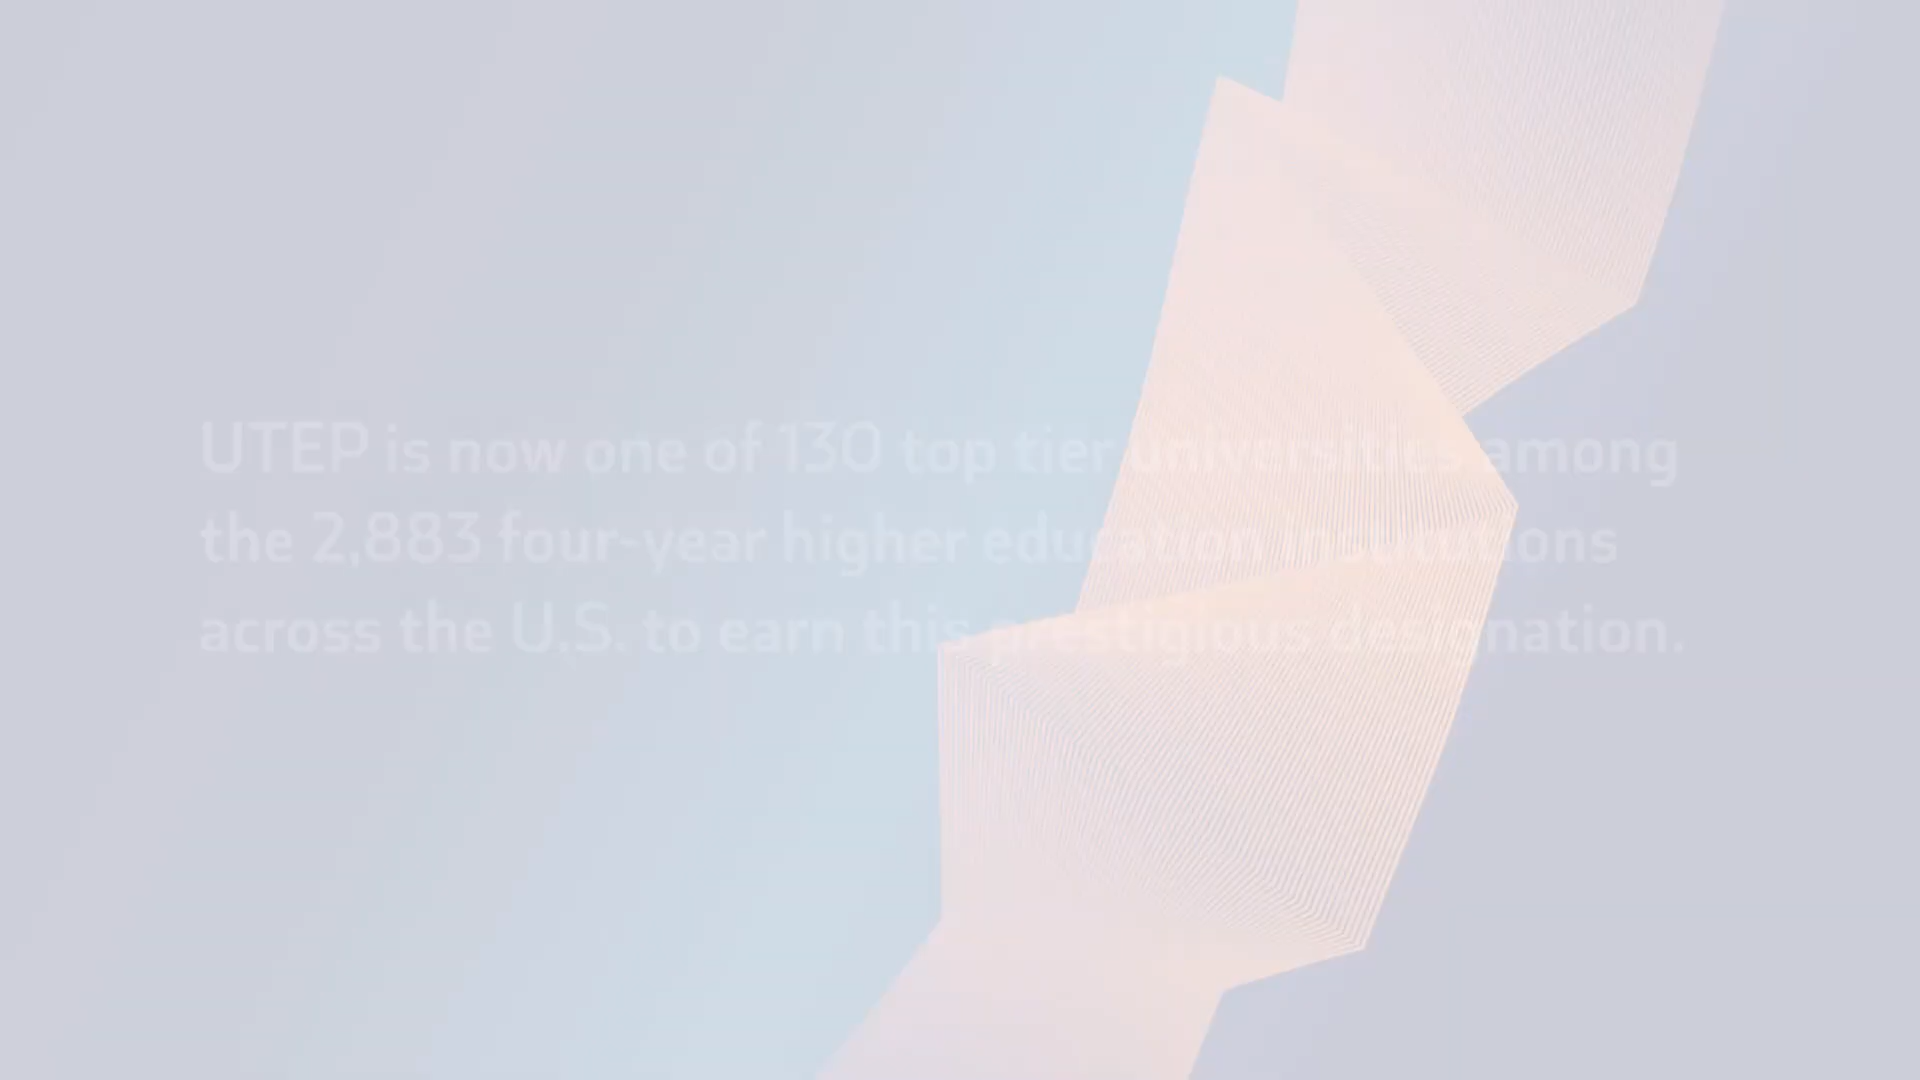 UTEP is now one of 130 top tier universities among
the 2,883 four-year higher education institutions
across the U.S. to earn this prestigious designation.